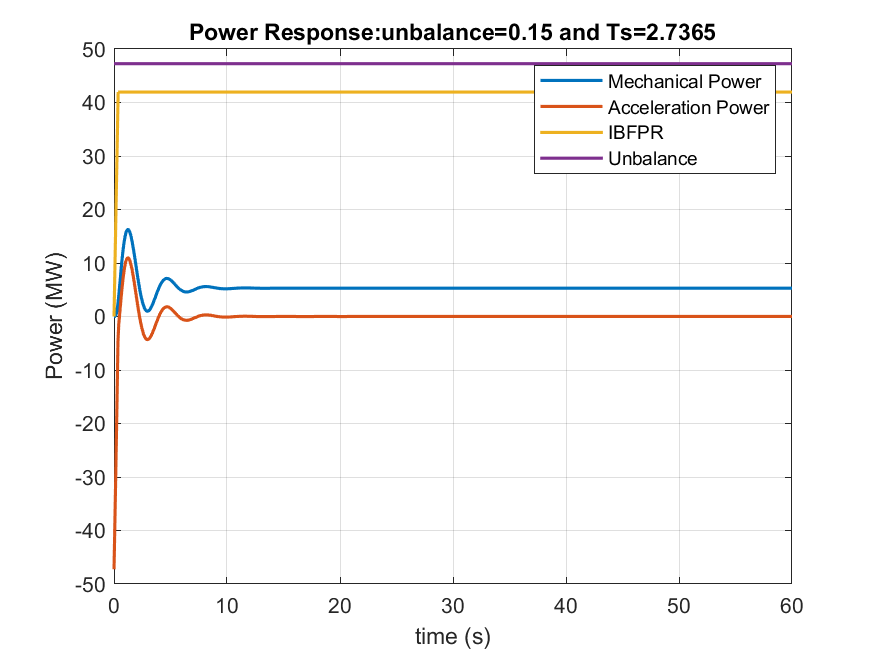 Power Response:unbalance=0.15 and Ts=2.7365
50
40
30
20
10
0
-10
-20
-30
-40
-50
Power (MW)
Mechanical Power
Acceleration Power
IBFPR
Unbalance
0 10 20 30 40 50 60
time (s)